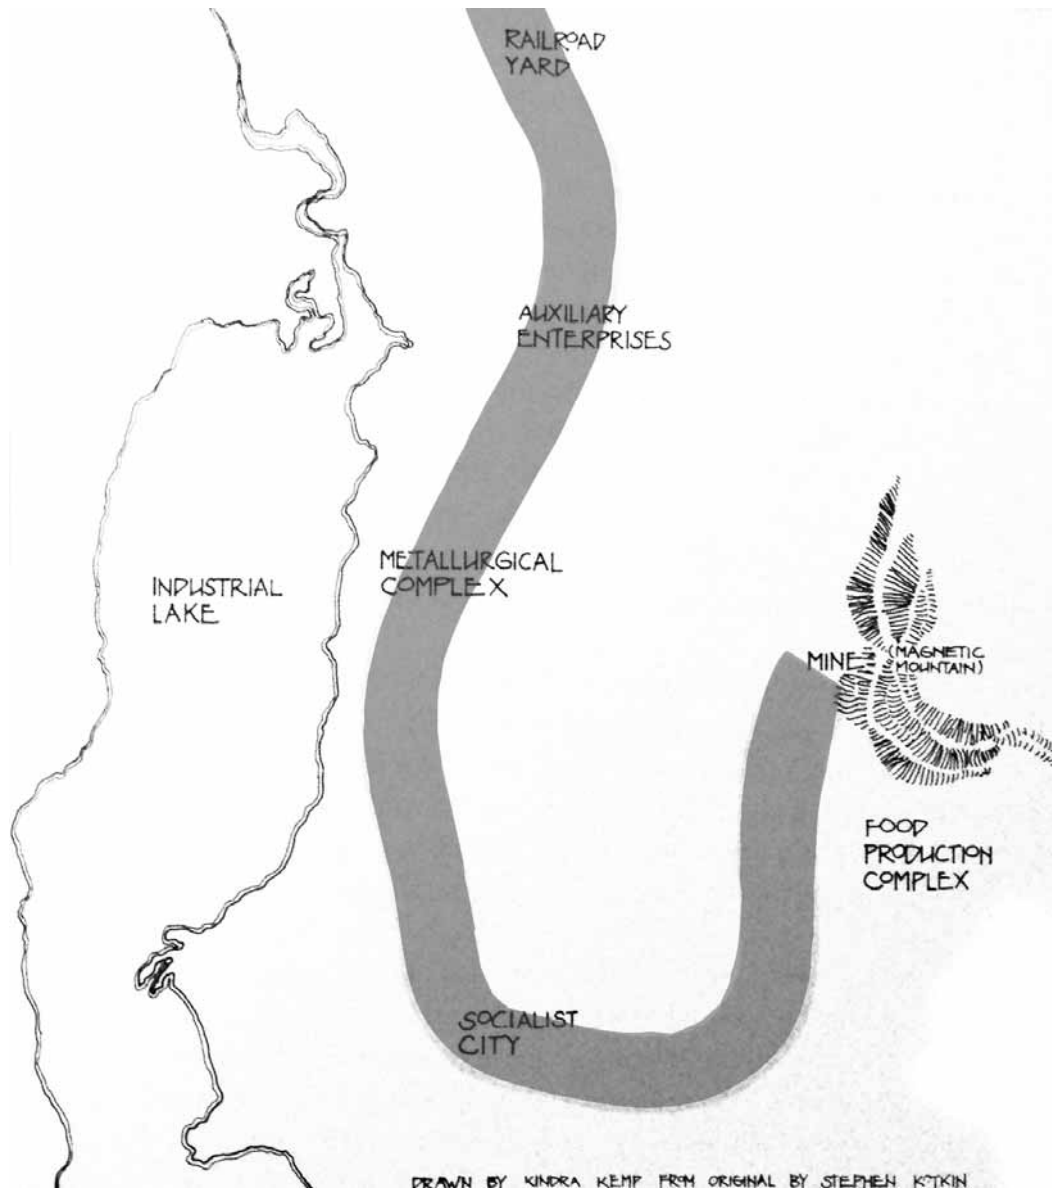 RAILROAD
YARD
AUXILIARY
ENTERPRISES
METALLURGICAL
COMPLEX
INDUSTRIAL
LAKE
MINE
(MAGNETIC
MOUNTAIN)
FOOD
PRODUCTION
COMPLEX
SOCIALIST
CITY
DRAWN BY KINDRA KEMP FROM ORIGINAL BY STEPHEN KOTKIN